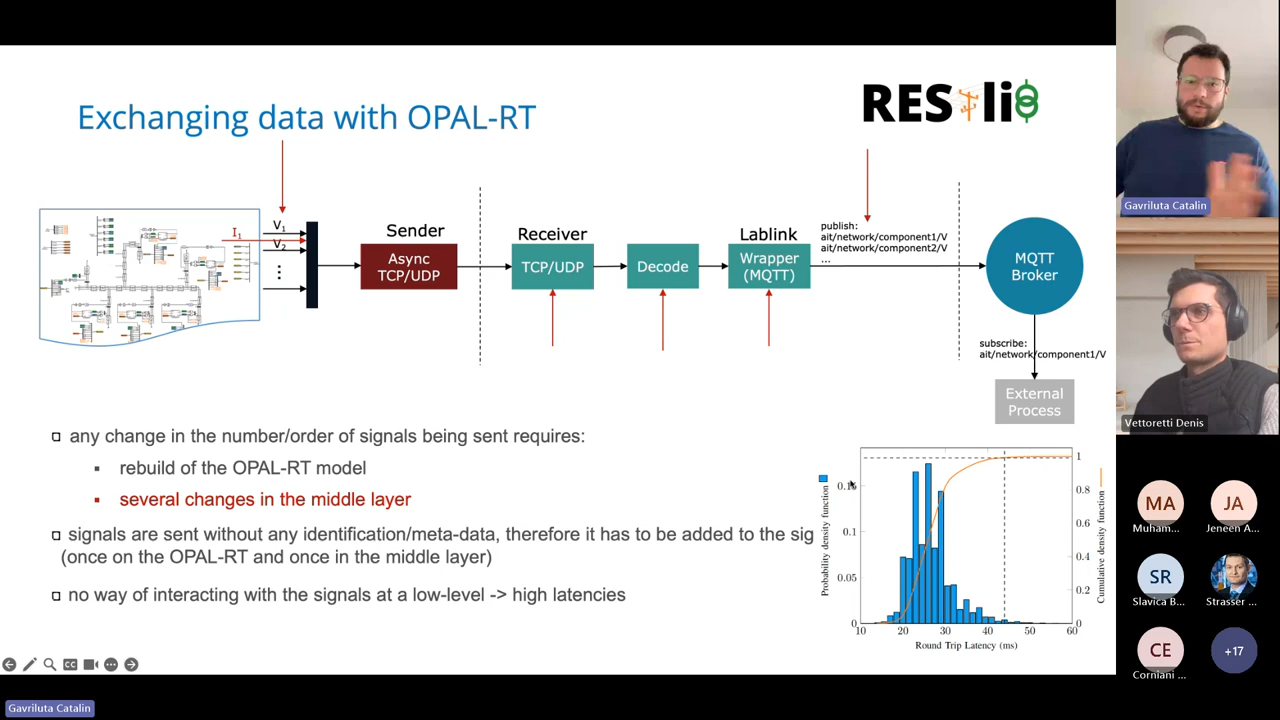 Exchanging data with OPAL-RT
RES li
I1
V1
V2
Sender
Async
TCP/UDP
Receiver
TCP/UDP
Decode
Lablink
Wrapper
(MQTT)
publish:
ait/network/component1/V
ait/network/component2/V
...
MQTT
Broker
subscribe:
ait/network/component1/V
External
Process
any change in the number/order of signals being sent requires:
rebuild of the OPAL-RT model
several changes in the middle layer
signals are sent without any identification/meta-data, therefore it has to be added to the sig
(once on the OPAL-RT and once in the middle layer)
no way of interacting with the signals at a low-level -> high latencies
Probability density function
0.1
0.05
0
10 20 30 40 50 60
Round Trip Latency (ms)
1
0.8
0.6
0.4
0.2
0
Cumulative density function
CC
Gavriluta Catalin
Vettoretti Denis
MA
Muham...
JA
Jeneen A...
SR
Slavica B...
Strasser ...
CE
Corniani ...
+17
Gavriluta Catalin